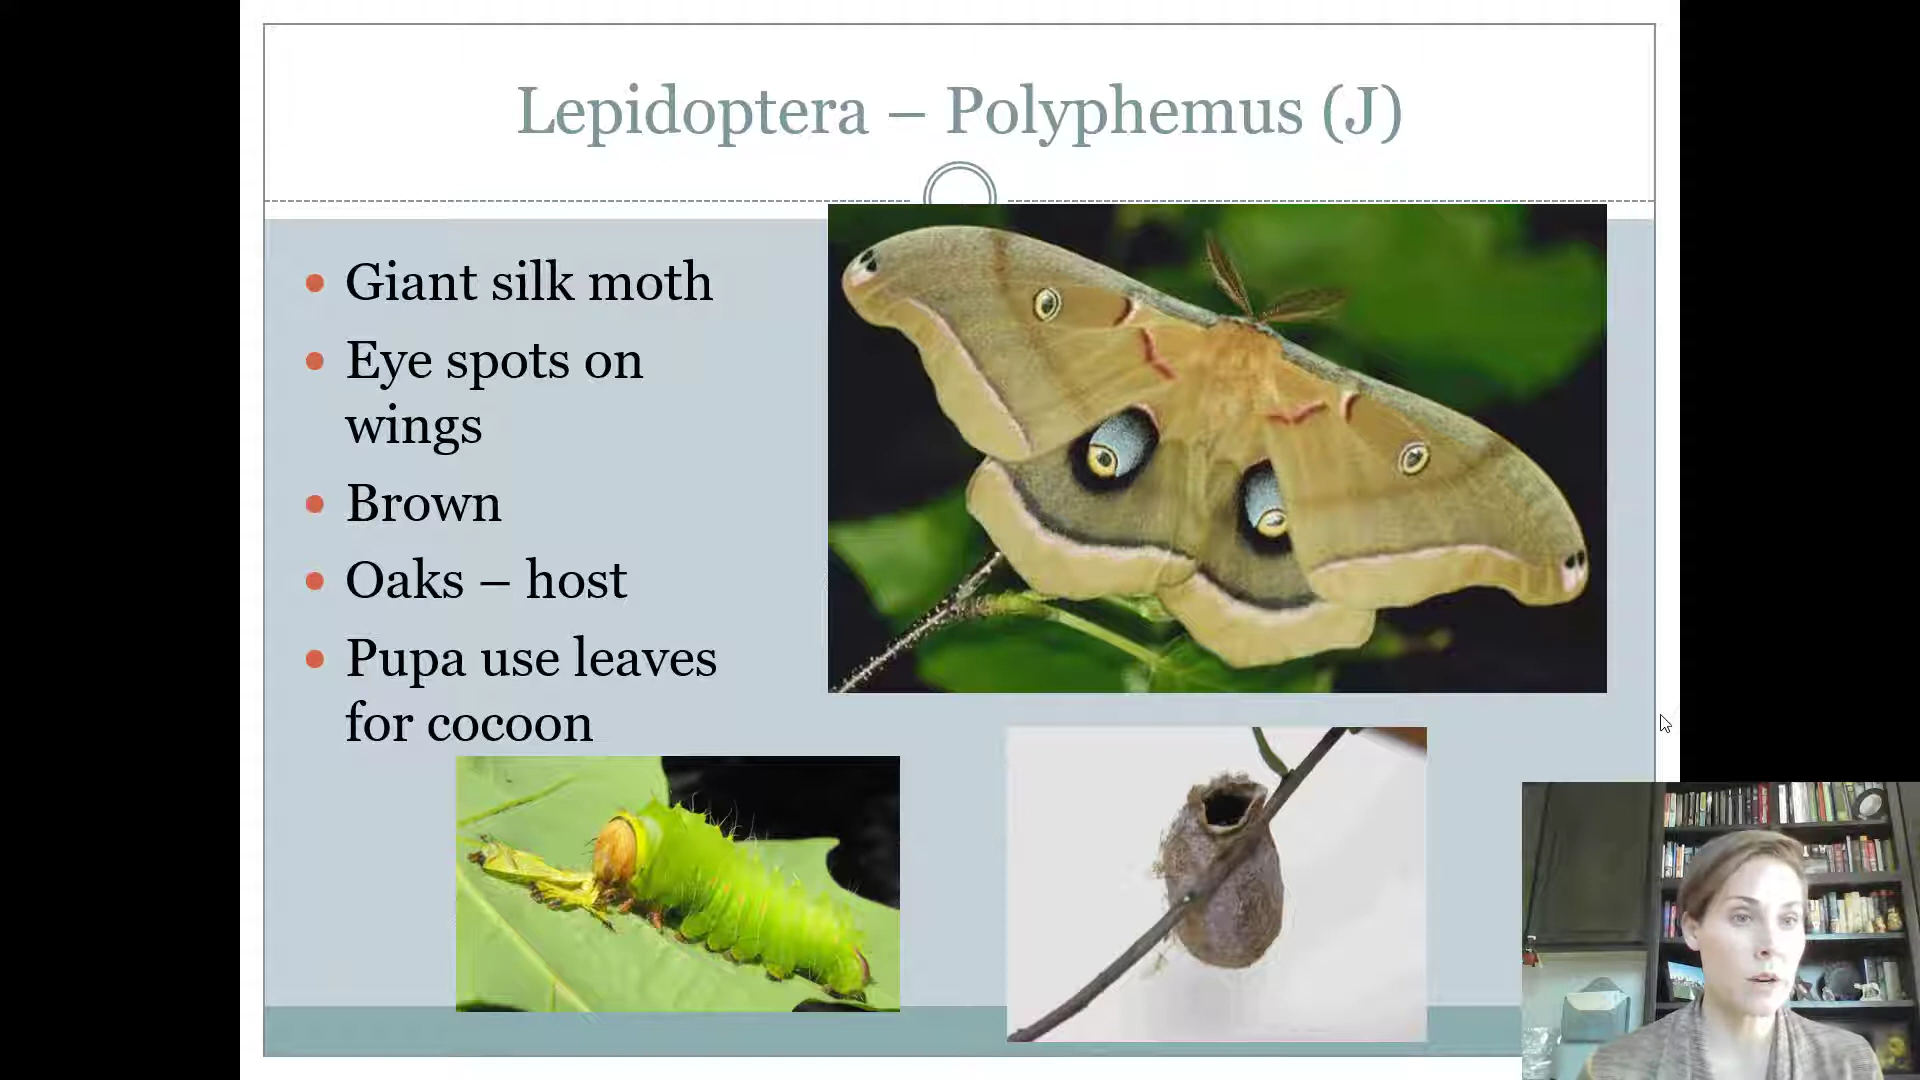 Lepidoptera – Polyphemus (J)
Giant silk moth
Eye spots on
wings
Brown
Oaks – host
Pupa use leaves
for cocoon